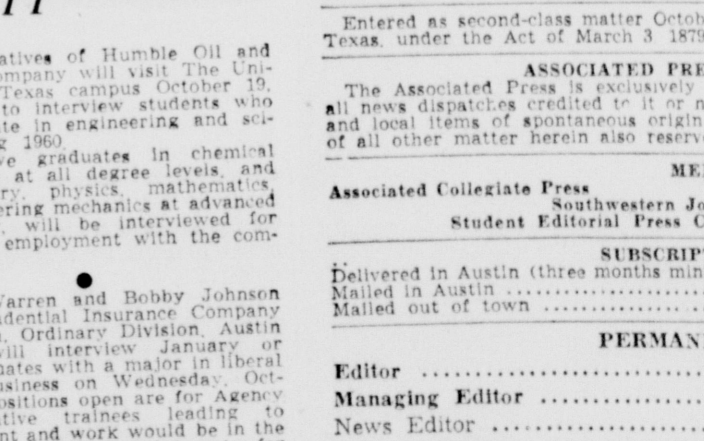 atives of Humble Oil and
ompany will visit The Uni-
Texas campus October 19,
to interview students who
te in engineering and sci-
g 1960.
ve graduates in chemical
at all degree levels, and
ry, physics, mathematics,
ering mechanics at advanced
, will be interviewed for
employment with the com-
Warren and Bobby Johnson
dential Insurance Company
, Ordinary Division, Austin
will interview January or
uates with a major in liberal
usiness on Wednesday, Oct-
ositions open are for Agency
tive trainees leading to
nt and work would be in the
Entered as second-class matter Octob
Texas, under the Act of March 3 1879
ASSOCIATED PRE
The Associated Press is exclusively
all news dispatches credited to it or n
and local items of spontaneous origin
of all other matter herein also reserv
ME
Associated Collegiate Press
Southwestern Jo
Student Editorial Press C
SUBSCRIP
Delivered in Austin (three months min
Mailed in Austin ....................
Mailed out of town ................
PERMAN
Editor ..............................
Managing Editor ................
News Editor ......................